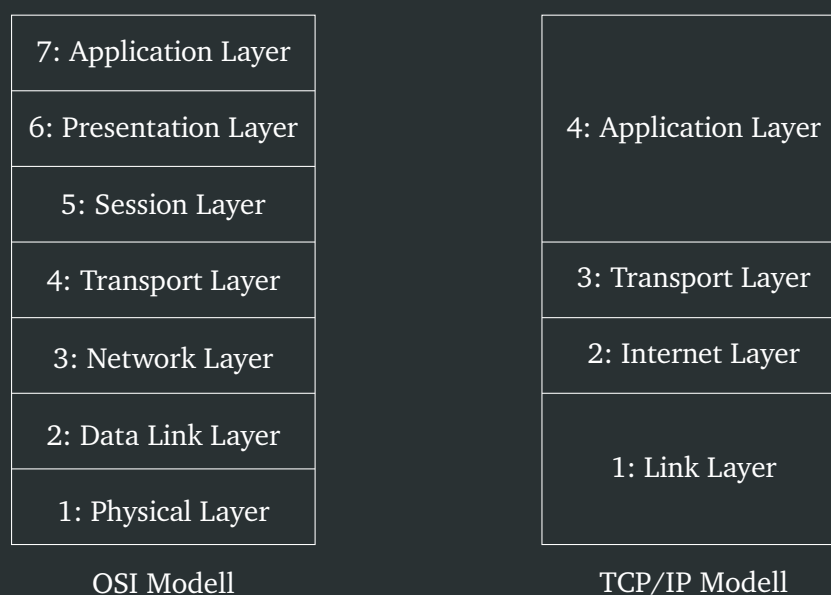 7: Application Layer
6: Presentation Layer
5: Session Layer
4: Transport Layer
3: Network Layer
2: Data Link Layer
1: Physical Layer
OSI Modell
4: Application Layer
3: Transport Layer
2: Internet Layer
1: Link Layer
TCP/IP Modell